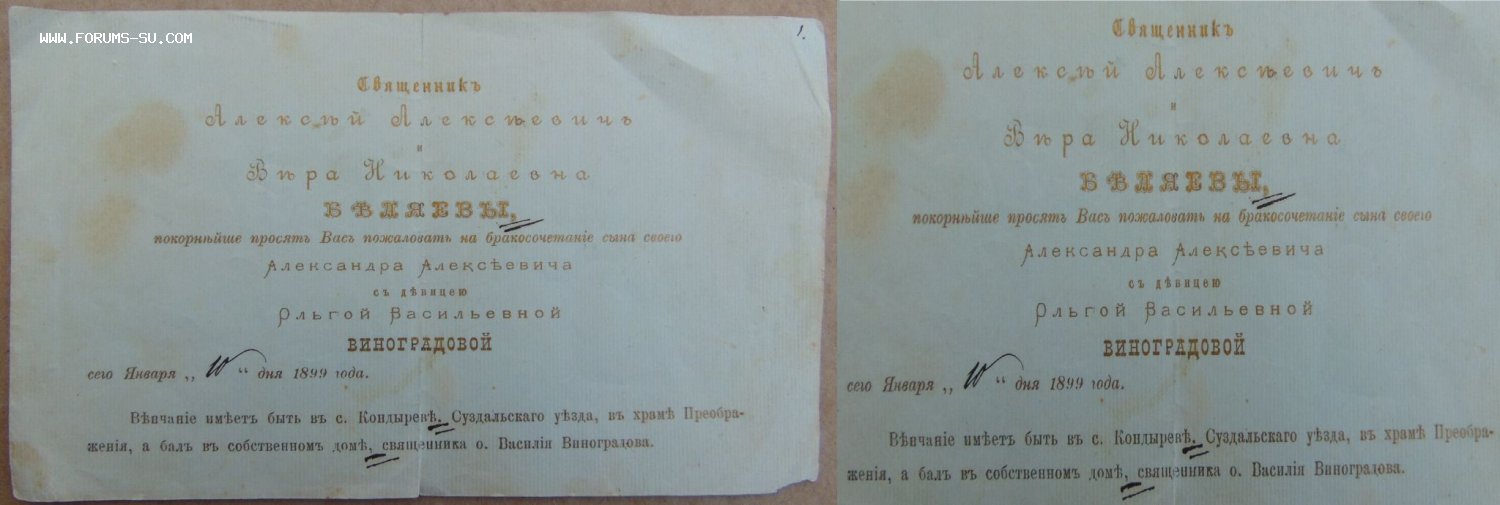 WWW.FORUMS-SU.COM
1.
Священникъ
Алексѣй Алексѣевичъ
и
Вѣра Николаевна
БѢЛЯЕВЫ,
покорнѣйше просятъ Васъ пожаловать на бракосочетаніе сына своего
Александра Алексѣевича
съ дѣвицею
Ольгой Васильевной
ВИНОГРАДОВОЙ
сего Января „ 10 “ дня 1899 года.
Вѣнчаніе имѣетъ быть въ с. Кондыревѣ. Суздальскаго уѣзда, въ храмѣ Преобра-
женія, а балъ въ собственномъ домѣ, священника о. Василія Виноградова.
Священникъ
Алексѣй Алексѣевичъ
и
Вѣра Николаевна
БѢЛЯЕВЫ,
покорнѣйше просятъ Васъ пожаловать на бракосочетаніе сына своего
Александра Алексѣевича
съ дѣвицею
Ольгой Васильевной
ВИНОГРАДОВОЙ
сего Января „ 10 “ дня 1899 года.
Вѣнчаніе имѣетъ быть въ с. Кондыревѣ. Суздальскаго уѣзда, въ храмѣ Преобра-
женія, а балъ въ собственномъ домѣ, священника о. Василія Виноградова.